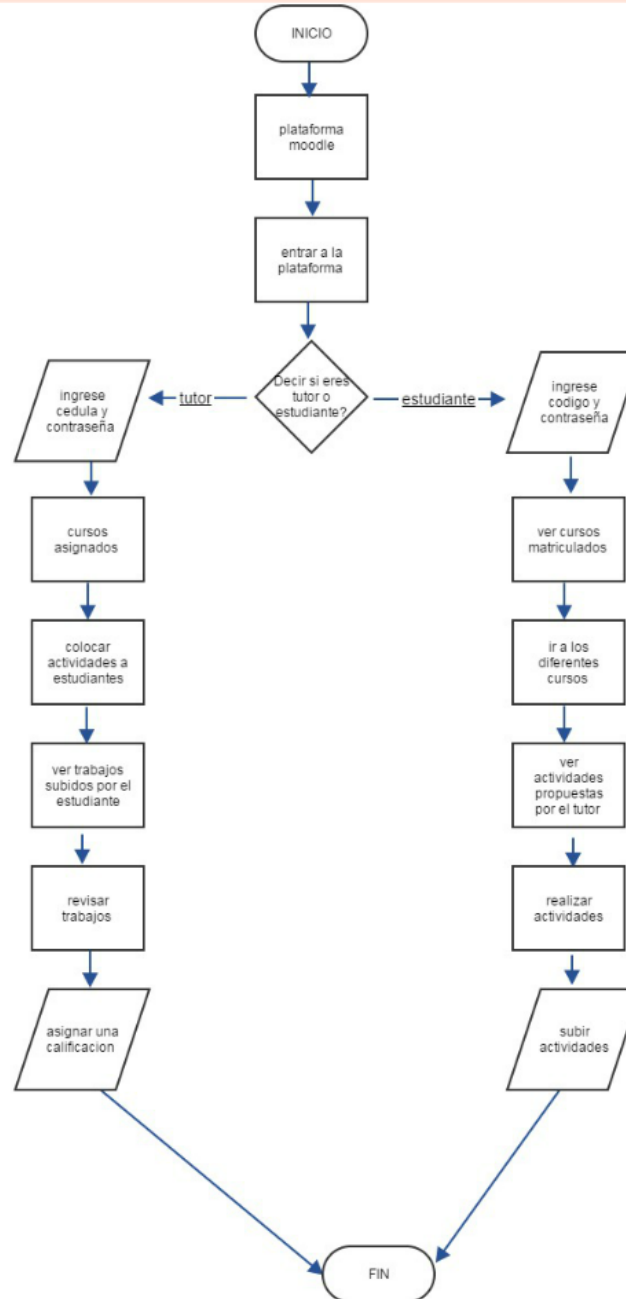 INICIO
plataforma
moodle
entrar a la
plataforma
Decir si eres
tutor o
estudiante?
tutor
ingrese
cedula y
contraseña
cursos
asignados
colocar
actividades a
estudiantes
ver trabajos
subidos por el
estudiante
revisar
trabajos
asignar una
calificacion
estudiante
ingrese
codigo y
contraseña
ver cursos
matriculados
ir a los
diferentes
cursos
ver
actividades
propuestas
por el tutor
realizar
actividades
subir
actividades
FIN